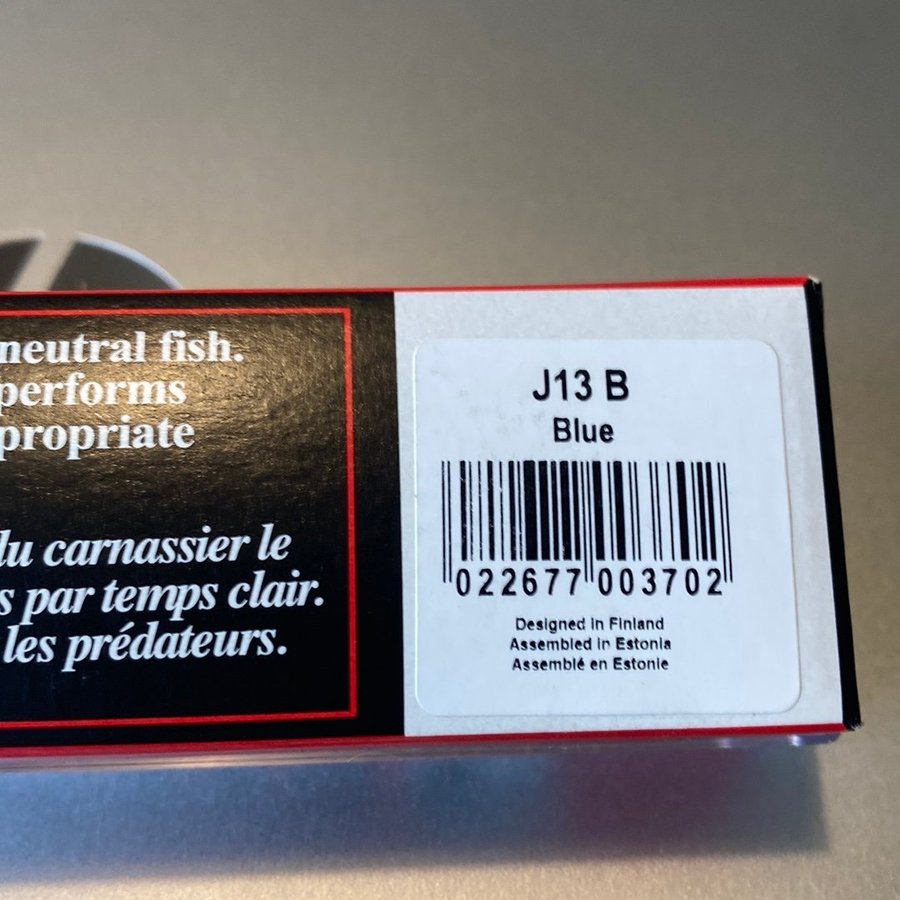 neutral fish.
performs
propriate
du carnassier le
s par temps clair.
les prédateurs.
J13 B
Blue
022677 003702
Designed in Finland
Assembled in Estonia
Assemblé en Estonie